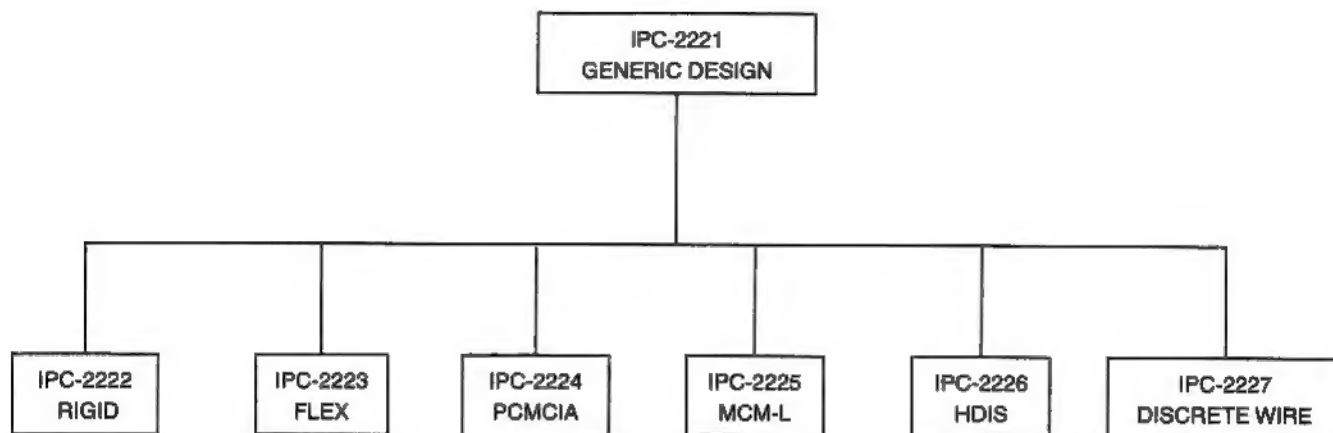 IPC-2221
GENERIC DESIGN
IPC-2222
RIGID
IPC-2223
FLEX
IPC-2224
PCMCIA
IPC-2225
MCM-L
IPC-2226
HDIS
IPC-2227
DISCRETE WIRE